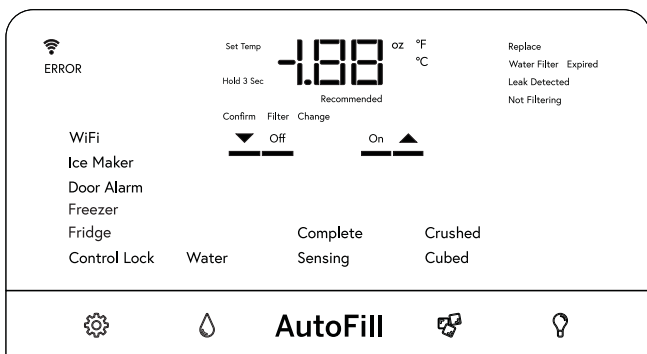 Set Temp -1.88 oz °F Replace
ERROR °C Water Filter Expired
Hold 3 Sec Leak Detected
Recommended Not Filtering
Confirm Filter Change
WiFi Off On
Ice Maker
Door Alarm
Freezer
Fridge Complete Crushed
Control Lock Water Sensing Cubed
AutoFill